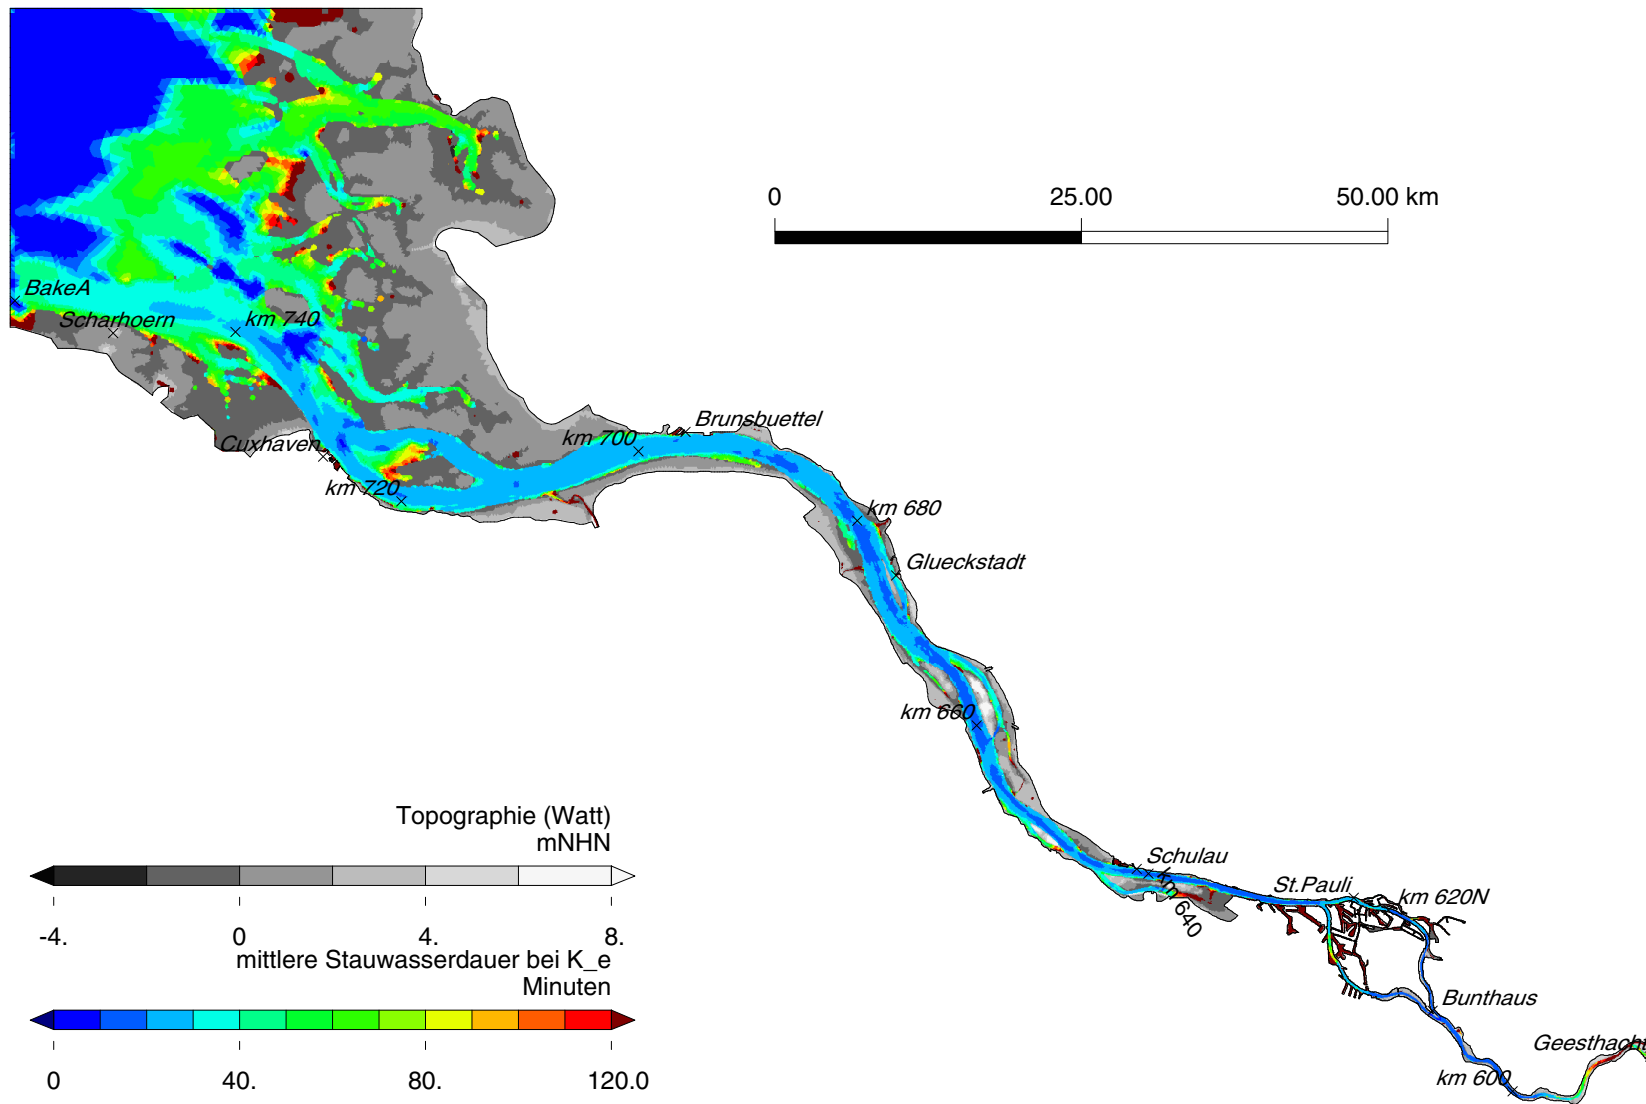 0 25.00 50.00 km
BakeA
Scharhoern
km 740
Cuxhaven
km 720
km 700
Brunsbuettel
km 680
Glueckstadt
km 660
Schulau
km 640
St.Pauli
km 620N
Bunthaus
Geesthacht
km 600
Topographie (Watt)
mNHN
-4. 0 4. 8.
mittlere Stauwasserdauer bei K_e
Minuten
0 40. 80. 120.0